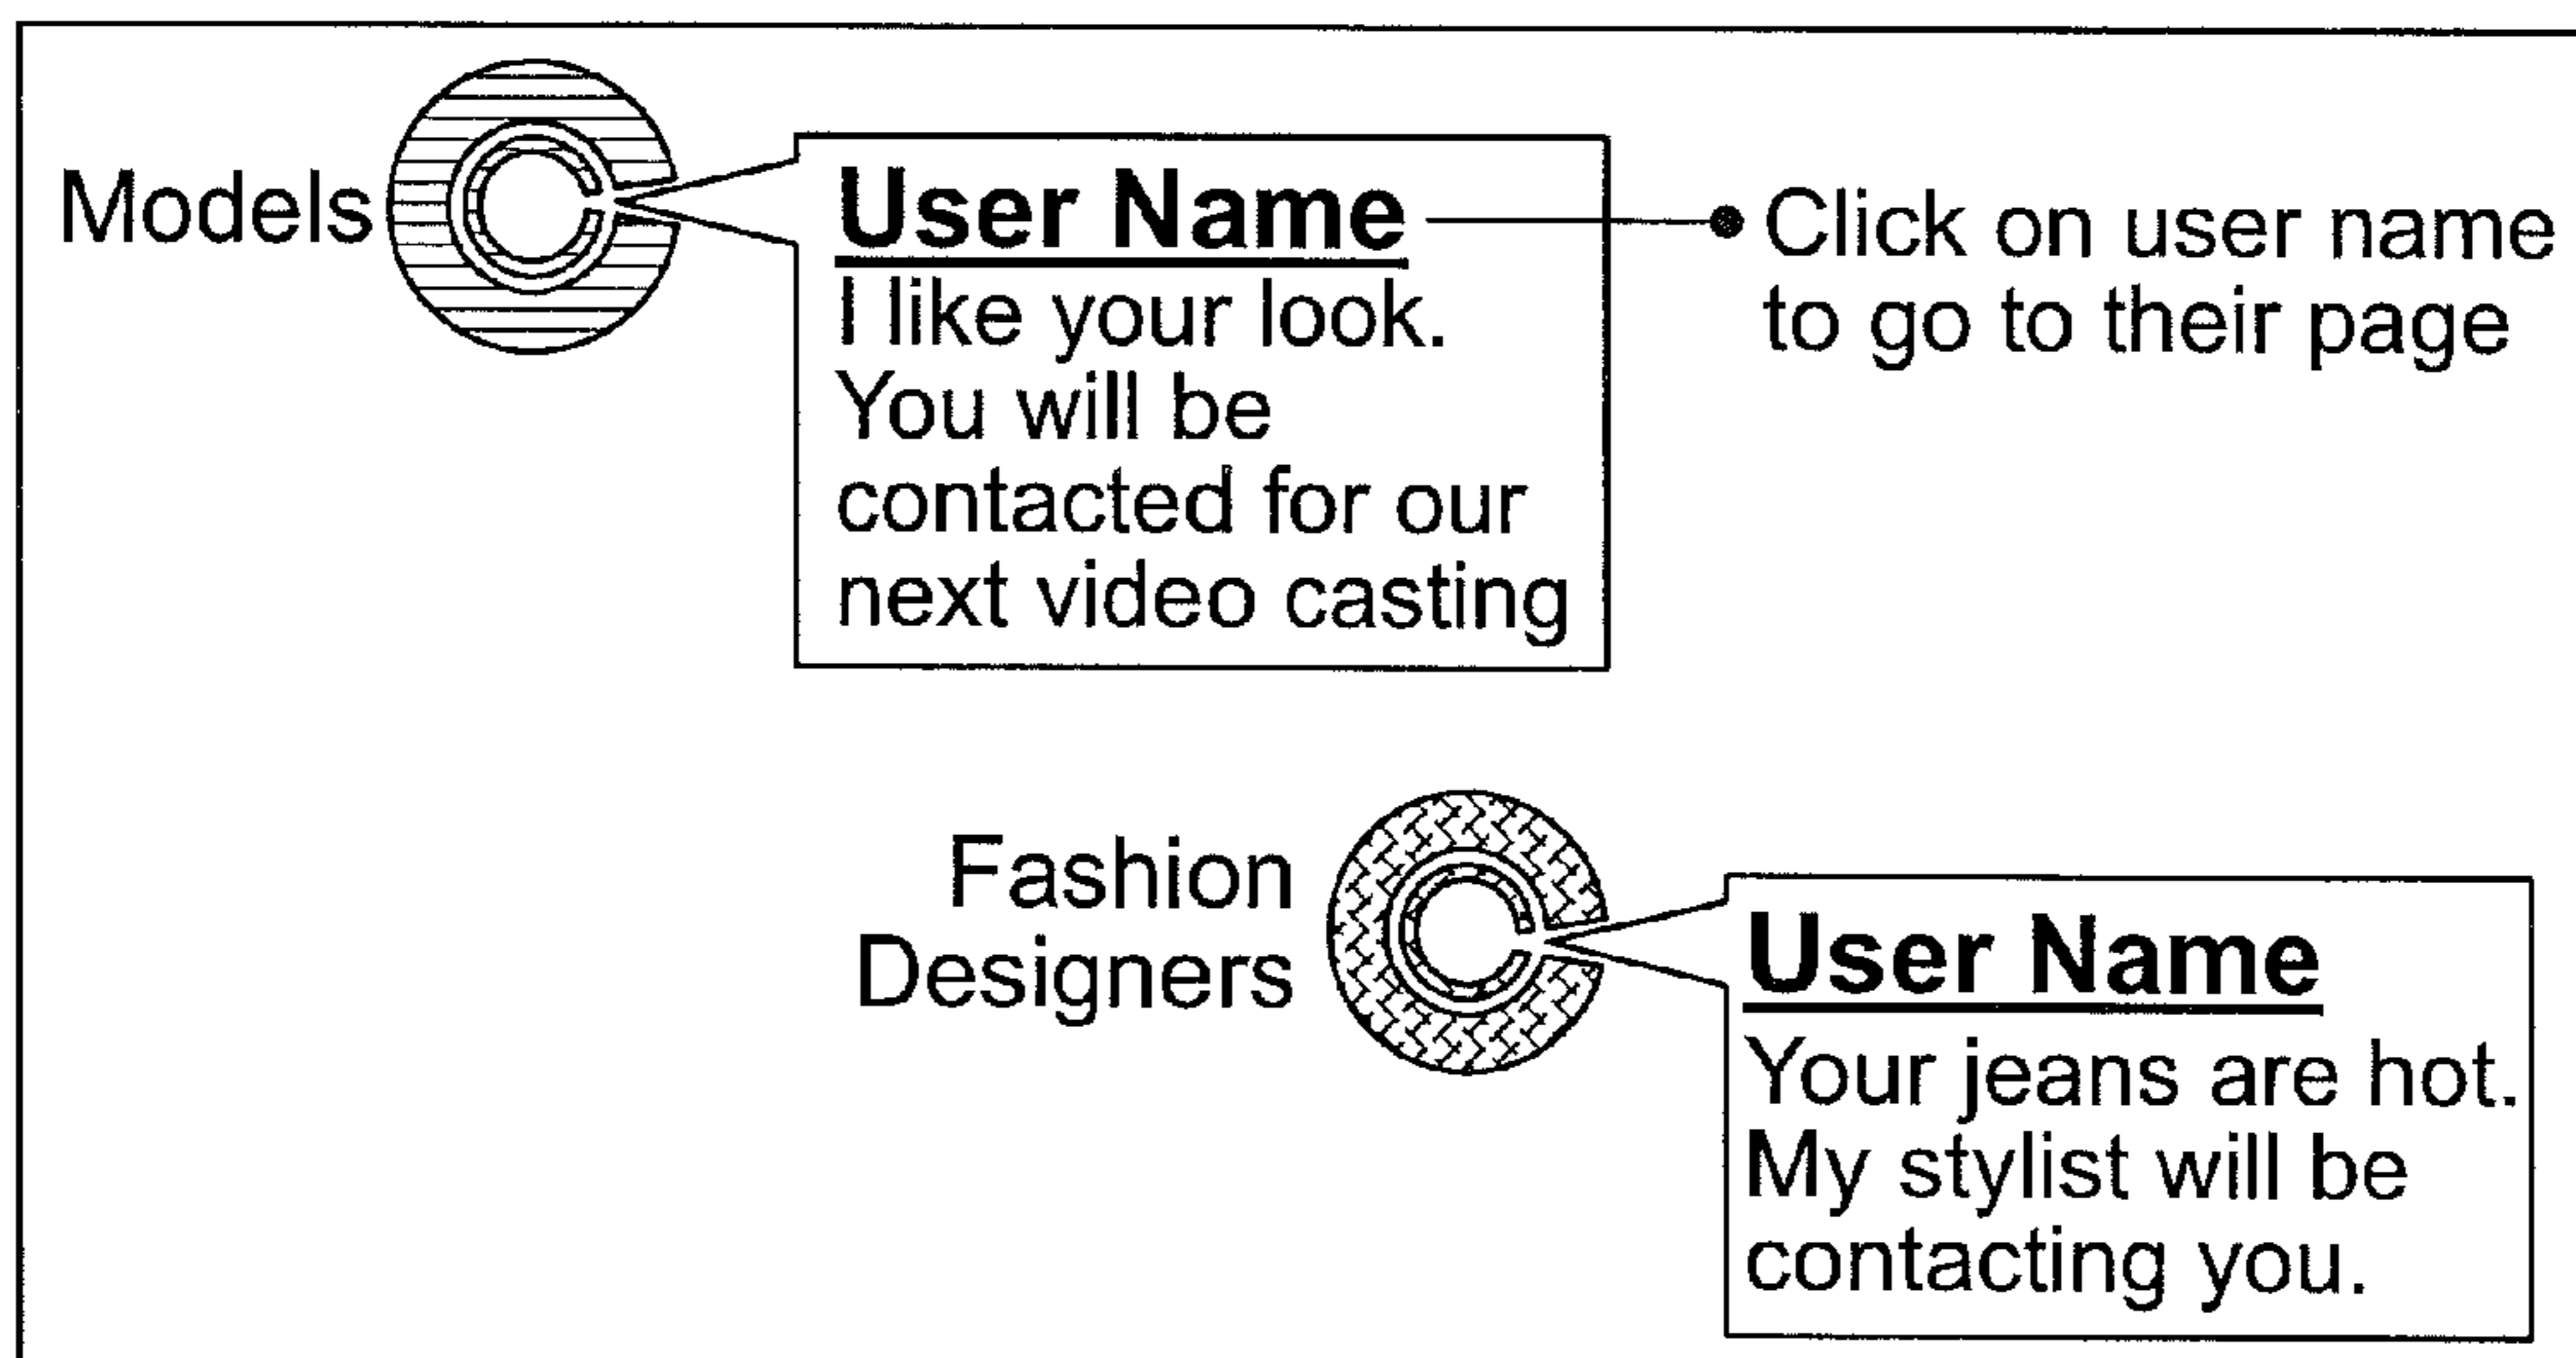 Models
User Name
I like your look.
You will be
contacted for our
next video casting
Click on user name
to go to their page
Fashion
Designers
User Name
Your jeans are hot.
My stylist will be
contacting you.